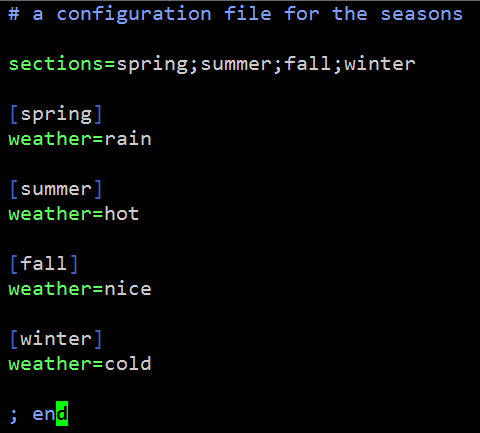 # a configuration file for the seasons
sections=spring;summer;fall;winter
[spring]
weather=rain
[summer]
weather=hot
[fall]
weather=nice
[winter]
weather=cold
; end